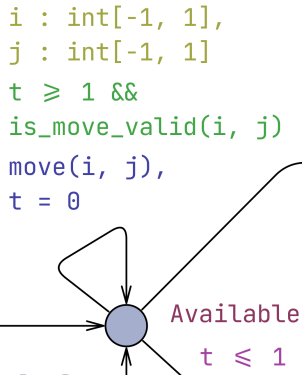 i : int[-1, 1],
j : int[-1, 1]
t ⩾ 1 &&
is_move_valid(i, j)
move(i, j),
t = 0
Available
t ⩽ 1